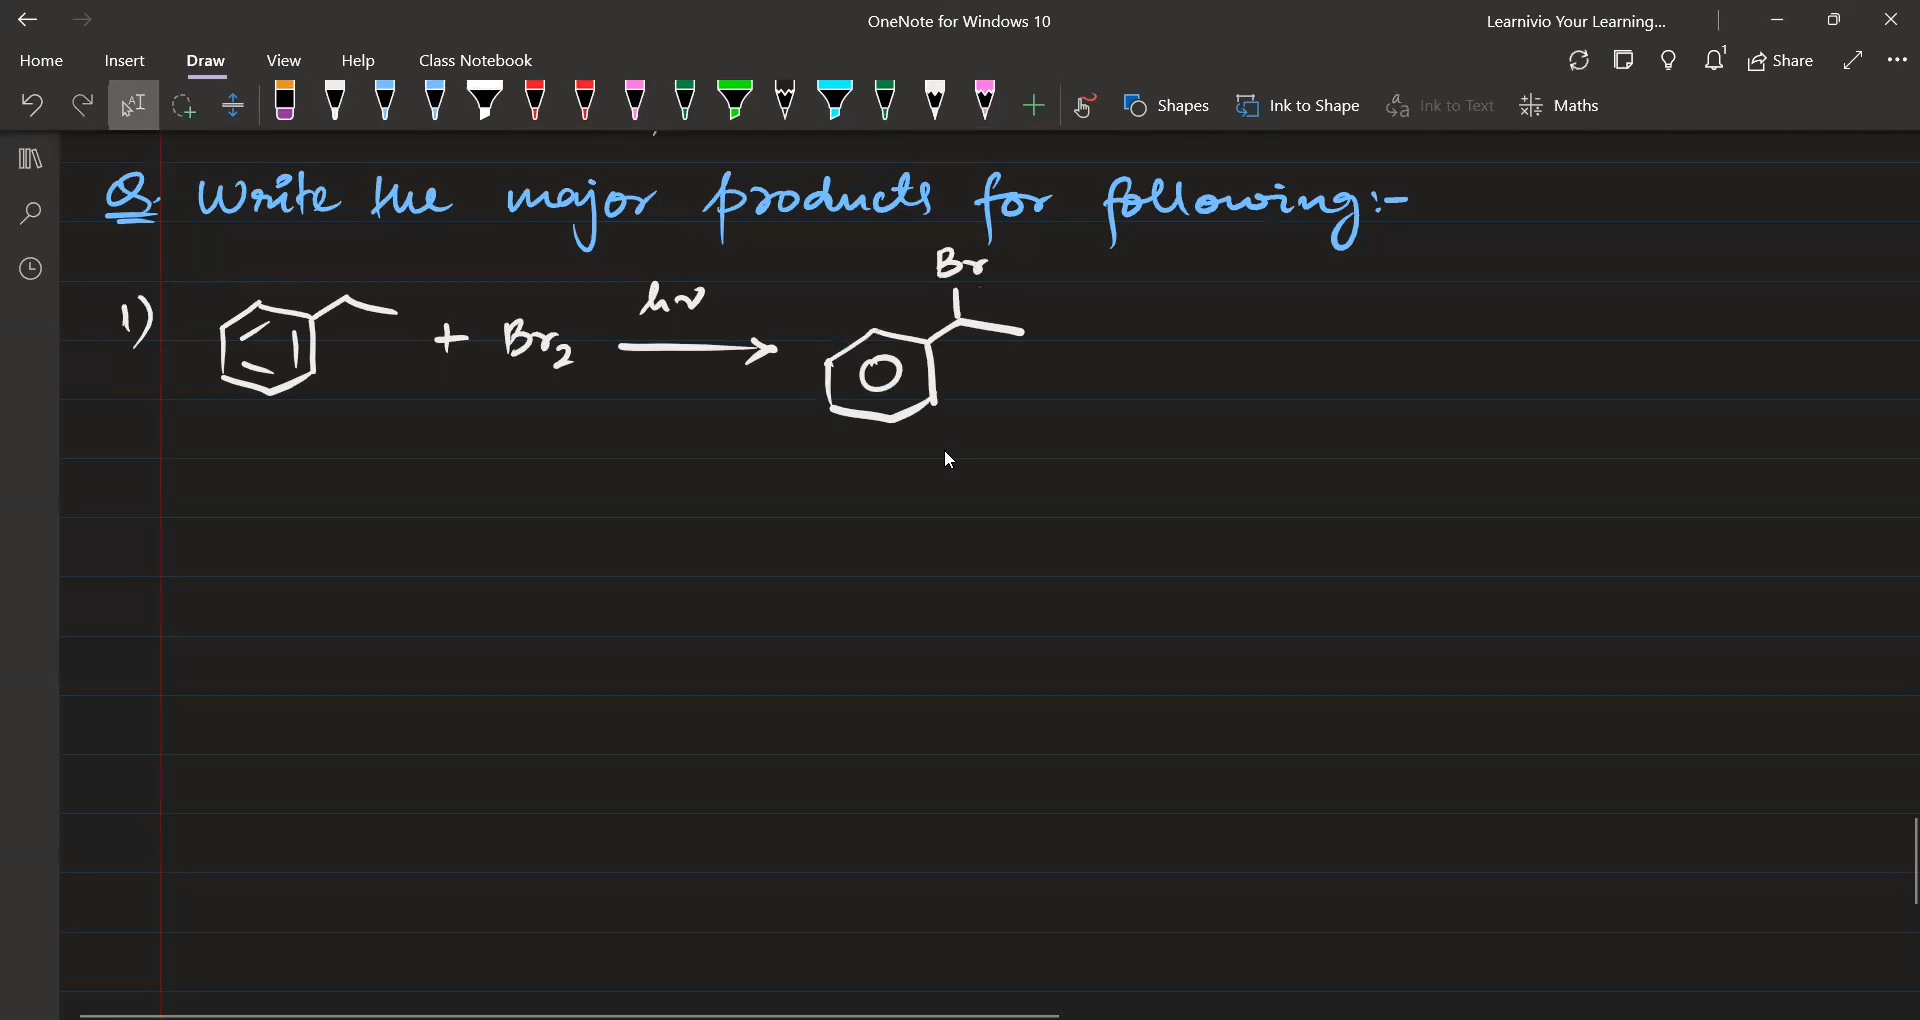 OneNote for Windows 10
Learnivio Your Learning...
Home Insert Draw View Help Class Notebook
1
Share
Shapes Ink to Shape Ink to Text Maths
Q. Write the major products for following:-
Br
1) + Br₂ hν